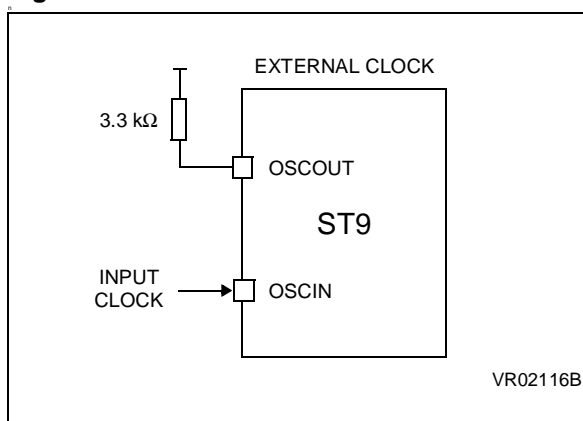 EXTERNAL CLOCK
3.3 kΩ
OSCOUT
ST9
INPUT
CLOCK
OSCIN
VR02116B